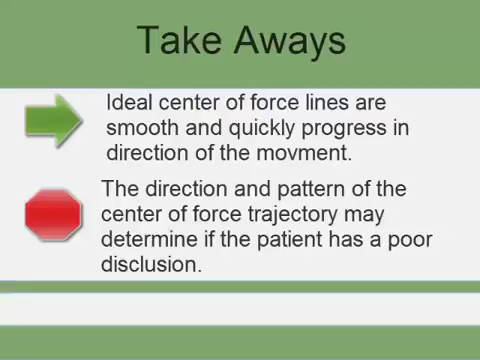 Take Aways
Ideal center of force lines are
smooth and quickly progress in
direction of the movment.
The direction and pattern of the
center of force trajectory may
determine if the patient has a poor
disclusion.